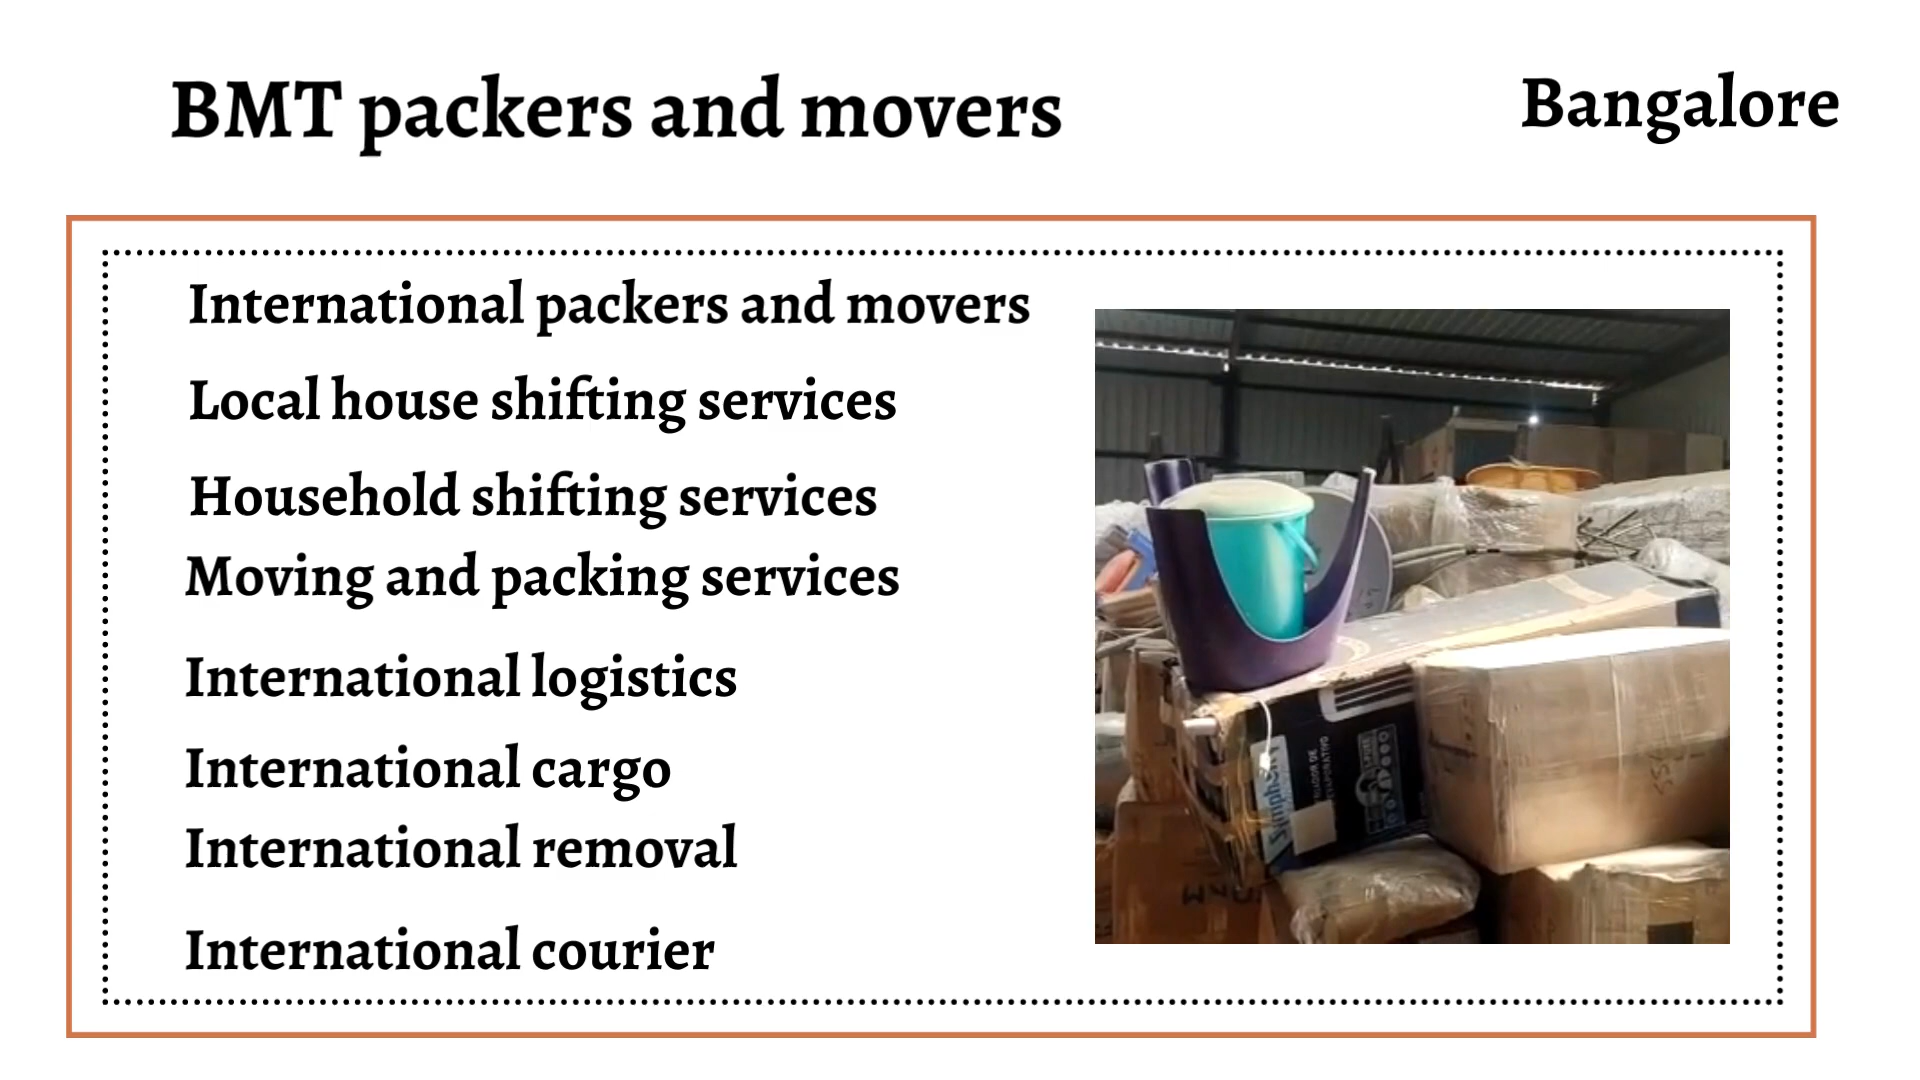 BMT packers and movers
Bangalore
International packers and movers
Local house shifting services
Household shifting services
Moving and packing services
International logistics
International cargo
International removal
International courier
Symphony